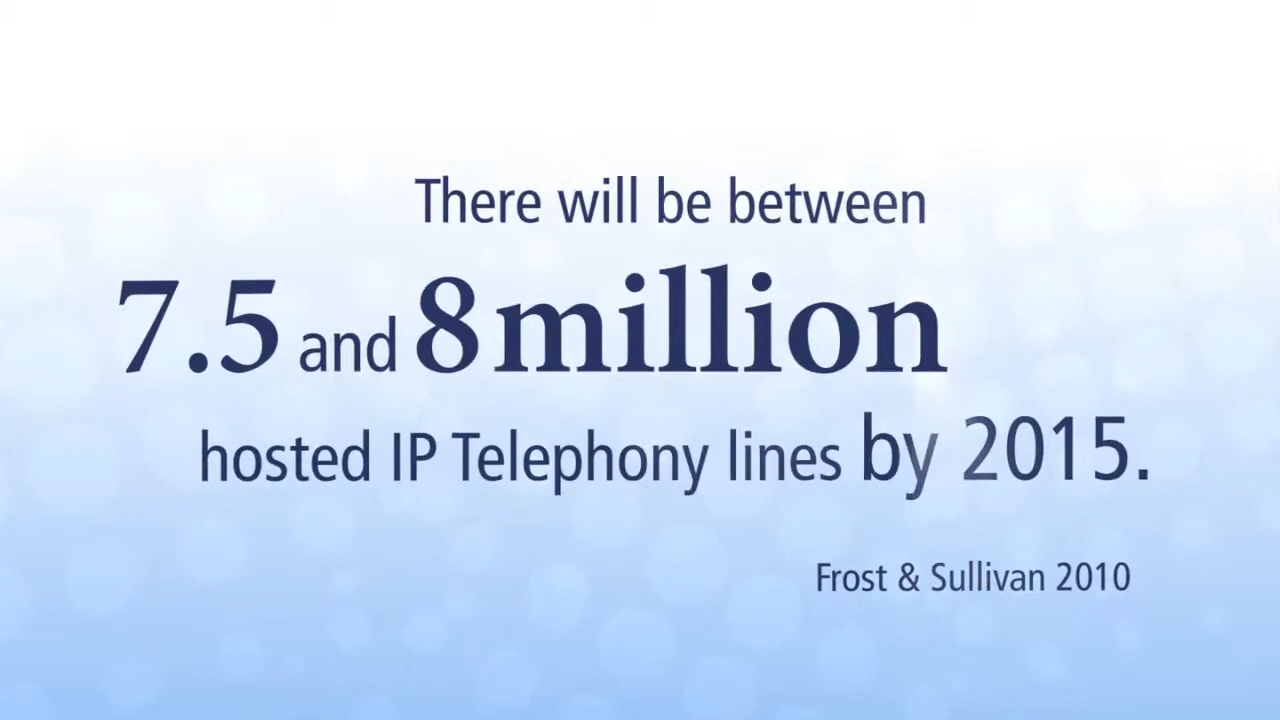 There will be between
7.5 and 8 million
hosted IP Telephony lines by 2015.
Frost & Sullivan 2010